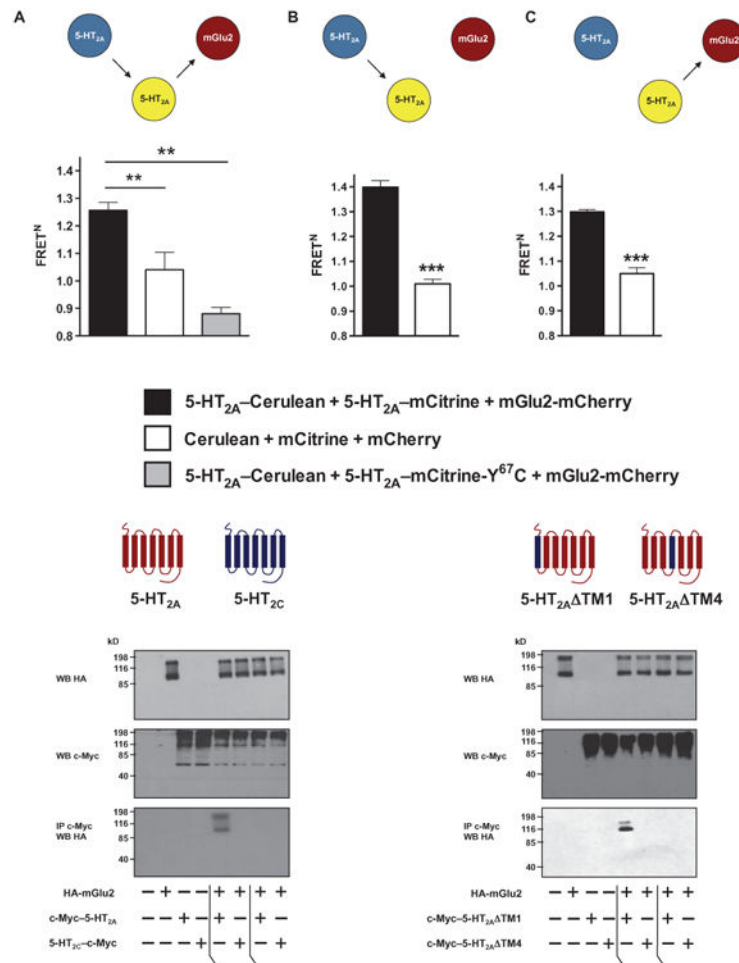 A B C
5-HT2A mGlu2 5-HT2A mGlu2 5-HT2A mGlu2
5-HT2A 5-HT2A 5-HT2A
** **
*** ***
FRETᴺ
1.4
1.3
1.2
1.1
1.0
0.9
0.8
FRETᴺ
1.4
1.3
1.2
1.1
1.0
0.9
0.8
FRETᴺ
1.4
1.3
1.2
1.1
1.0
0.9
0.8
5-HT2A–Cerulean + 5-HT2A–mCitrine + mGlu2-mCherry
Cerulean + mCitrine + mCherry
5-HT2A–Cerulean + 5-HT2A–mCitrine-Y⁶⁷C + mGlu2-mCherry
5-HT2A 5-HT2C
kD
WB HA
198
116
85
WB c-Myc
198
116
85
40
IP c-Myc
WB HA
198
116
85
40
HA-mGlu2 – + – – + + + +
c-Myc–5-HT2A – – + – + – + –
5-HT2C–c-Myc – – – + – + – +
5-HT2AΔTM1 5-HT2AΔTM4
kD
WB HA
198
116
85
WB c-Myc
198
116
85
40
IP c-Myc
WB HA
198
116
85
40
HA-mGlu2 – + – – + + + +
c-Myc–5-HT2AΔTM1 – – + – + – + –
c-Myc–5-HT2AΔTM4 – – – + – + – +